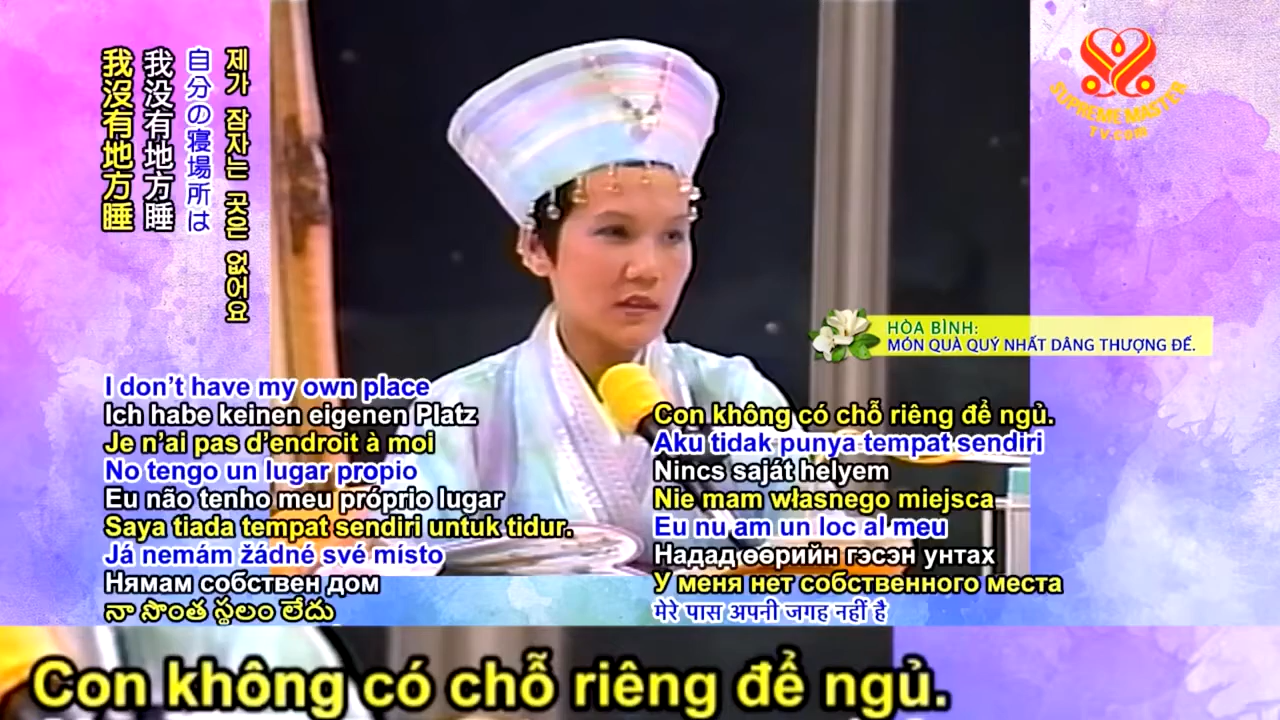 我沒有地方睡
我没有地方睡
自分の寝場所は
제가 잠자는 곳은 없어요
SUPREME MASTER
TV.COM
HÒA BÌNH:
MÓN QUÀ QUÝ NHẤT DÂNG THƯỢNG ĐẾ.
I don't have my own place
Ich habe keinen eigenen Platz
Je n'ai pas d'endroit à moi
No tengo un lugar propio
Eu não tenho meu próprio lugar
Saya tiada tempat sendiri untuk tidur.
Já nemám žádné své místo
Нямам собствен дом
నా సొంత స్థలం లేదు
Con không có chỗ riêng để ngủ.
Aku tidak punya tempat sendiri
Nincs saját helyem
Nie mam własnego miejsca
Eu nu am un loc al meu
Надад өөрийн гэсэн унтах
У меня нет собственного места
मेरे पास अपनी जगह नहीं है
Con không có chỗ riêng để ngủ.